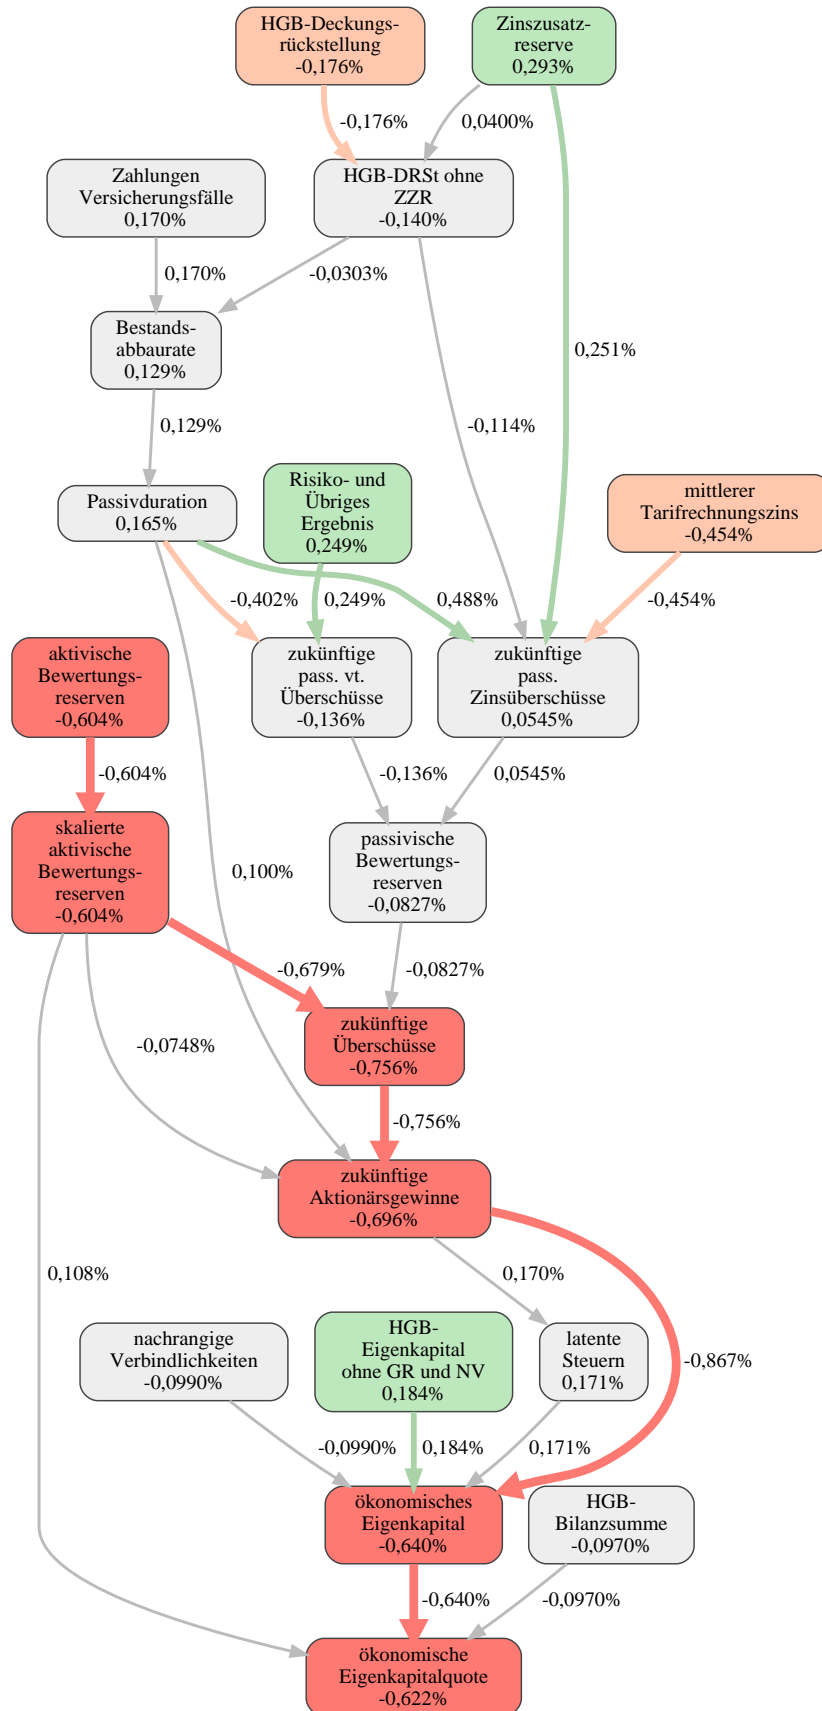 HGB-Deckungs-
rückstellung
-0,176%
Zinszusatz-
reserve
0,293%
-0,176%
0,0400%
Zahlungen
Versicherungsfälle
0,170%
HGB-DRSt ohne
ZZR
-0,140%
0,170%
-0,0303%
Bestands-
abbaurate
0,129%
0,251%
0,129%
-0,114%
Passivduration
0,165%
Risiko- und
Übriges
Ergebnis
0,249%
mittlerer
Tarifrechnungszins
-0,454%
-0,402%
0,249%
0,488%
-0,454%
aktivische
Bewertungs-
reserven
-0,604%
zukünftige
pass. vt.
Überschüsse
-0,136%
zukünftige
pass.
Zinsüberschüsse
0,0545%
-0,604%
-0,136%
0,0545%
skalierte
aktivische
Bewertungs-
reserven
-0,604%
0,100%
passivische
Bewertungs-
reserven
-0,0827%
-0,679%
-0,0827%
zukünftige
Überschüsse
-0,756%
-0,0748%
-0,756%
zukünftige
Aktionärsgewinne
-0,696%
0,108%
0,170%
nachrangige
Verbindlichkeiten
-0,0990%
HGB-
Eigenkapital
ohne GR und NV
0,184%
latente
Steuern
0,171%
-0,867%
-0,0990%
0,184%
0,171%
ökonomisches
Eigenkapital
-0,640%
HGB-
Bilanzsumme
-0,0970%
-0,640%
-0,0970%
ökonomische
Eigenkapitalquote
-0,622%